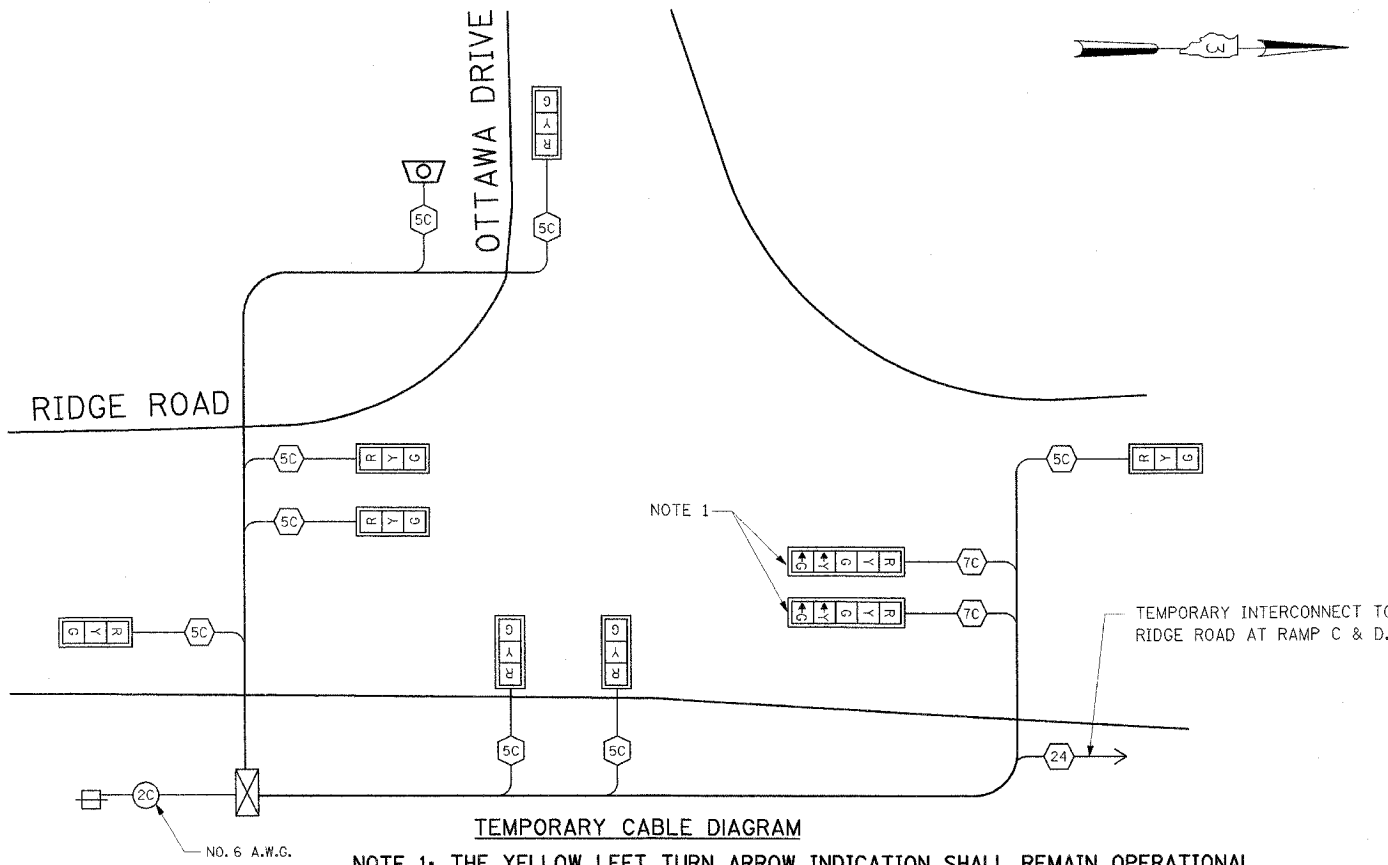 OTTAWA DRIVE
3
G Y R
5C
5C
RIDGE ROAD
5C
R Y G
5C
R Y G
5C
R Y G
NOTE 1
G Y G Y R
7C
G Y G Y R
7C
G Y R
5C
G Y R
G Y R
TEMPORARY INTERCONNECT TO
RIDGE ROAD AT RAMP C & D.
5C
5C
24
2C
NO. 6 A.W.G.
TEMPORARY CABLE DIAGRAM
NOTE 1: THE YELLOW LEFT TURN ARROW INDICATION SHALL REMAIN OPERATIONAL